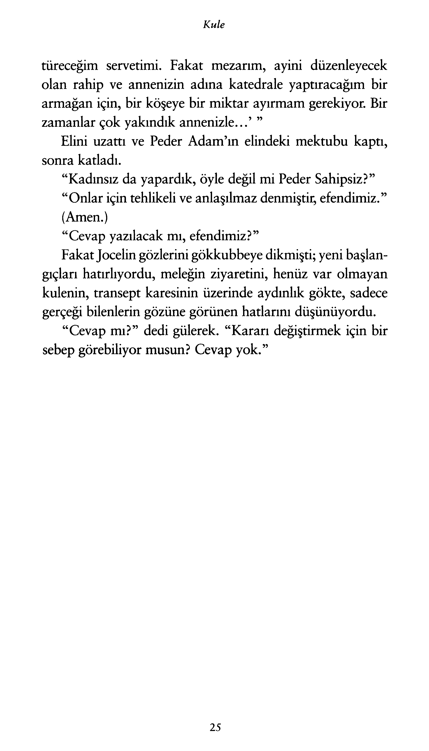 Kule
türeceğim servetimi. Fakat mezarım, ayini düzenleyecek
olan rahip ve annenizin adına katedrale yaptıracağım bir
armağan için, bir köşeye bir miktar ayırmam gerekiyor. Bir
zamanlar çok yakındık annenizle…’ ”
Elini uzattı ve Peder Adam’ın elindeki mektubu kaptı,
sonra katladı.
“Kadınsız da yapardık, öyle değil mi Peder Sahipsiz?”
“Onlar için tehlikeli ve anlaşılmaz denmiştir, efendimiz.”
(Amen.)
“Cevap yazılacak mı, efendimiz?”
Fakat Jocelin gözlerini gökkubbeye dikmişti; yeni başlan-
gıçları hatırlıyordu, meleğin ziyaretini, henüz var olmayan
kulenin, transept karesinin üzerinde aydınlık gökte, sadece
gerçeği bilenlerin gözüne görünen hatlarını düşünüyordu.
“Cevap mı?” dedi gülerek. “Kararı değiştirmek için bir
sebep görebiliyor musun? Cevap yok.”
25